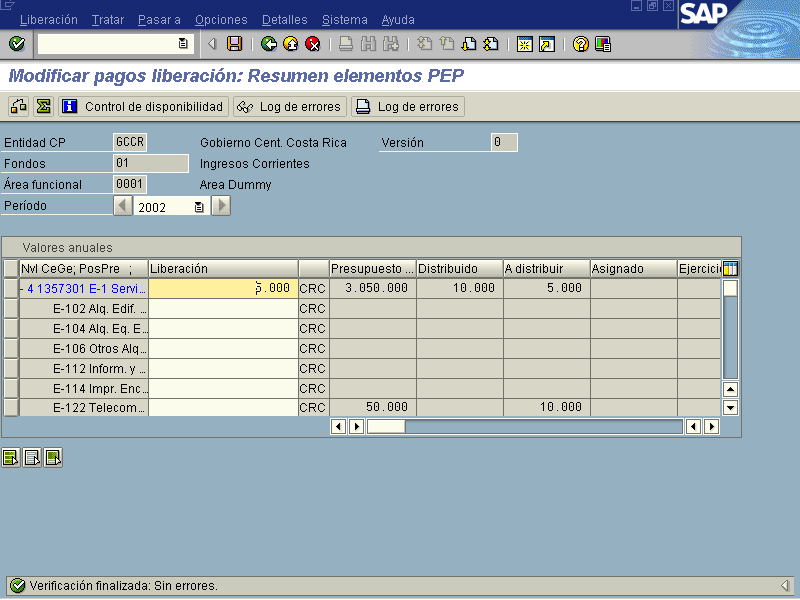 Liberación Tratar Pasar a Opciones Detalles Sistema Ayuda
SAP
Modificar pagos liberación: Resumen elementos PEP
Control de disponibilidad Log de errores Log de errores
Entidad CP GCCR Gobierno Cent. Costa Rica Versión 0
Fondos 01 Ingresos Corrientes
Área funcional 0001 Area Dummy
Período 2002
Valores anuales
Nvl CeGe; PosPre ; Liberación Presupuesto ... Distribuido A distribuir Asignado Ejercici
- 4 1357301 E-1 Servi... 5.000 CRC 3.050.000 10.000 5.000
E-102 Alq. Edif. ... CRC
E-104 Alq. Eq. E... CRC
E-106 Otros Alq... CRC
E-112 Inform. y ... CRC
E-114 Impr. Enc... CRC
E-122 Telecom... CRC 50.000 10.000
Verificación finalizada: Sin errores.